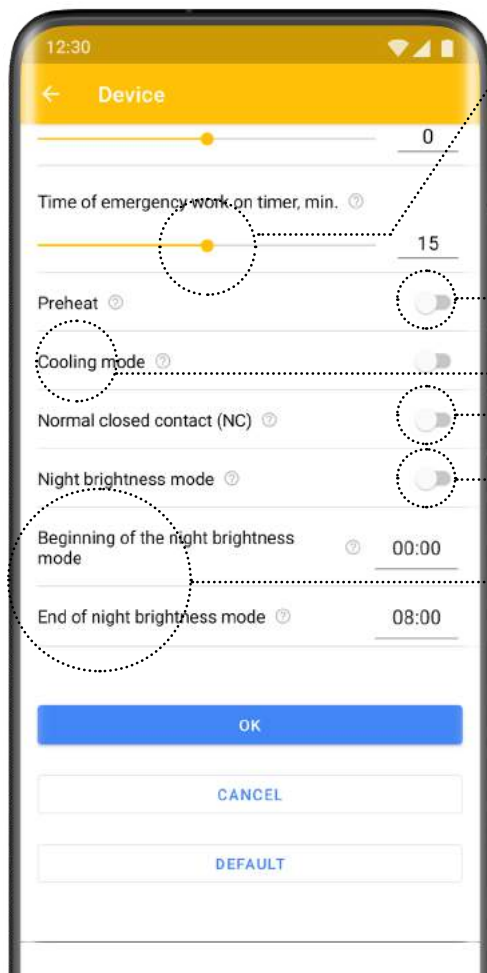 12:30
Device
0
Time of emergency work on timer, min.
15
Preheat
Cooling mode
Normal closed contact (NC)
Night brightness mode
Beginning of the night brightness
mode
00:00
End of night brightness mode
08:00
OK
CANCEL
DEFAULT